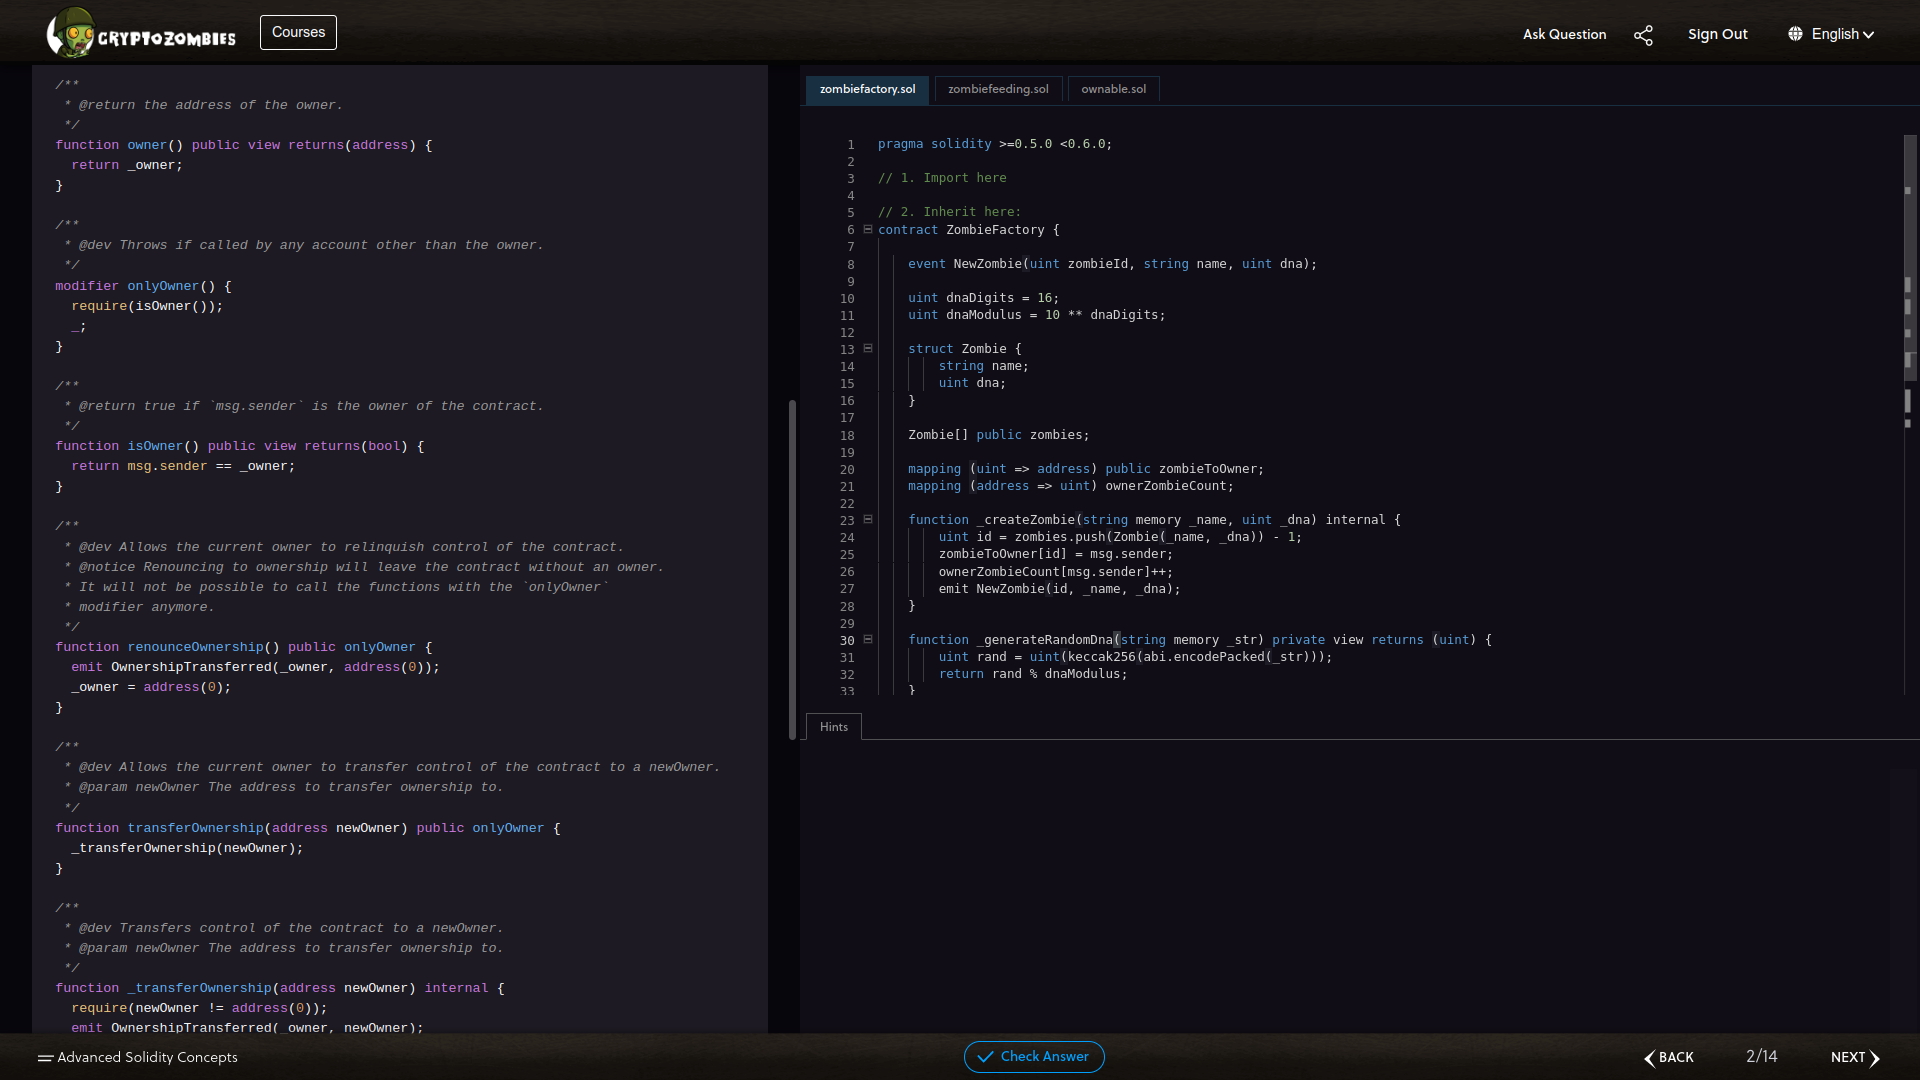 CRYPTOZOMBIES
Courses
Ask Question
Sign Out
English
/**
* @return the address of the owner.
*/
function owner() public view returns(address) {
return _owner;
}
/**
* @dev Throws if called by any account other than the owner.
*/
modifier onlyOwner() {
require(isOwner());
_;
}
/**
* @return true if `msg.sender` is the owner of the contract.
*/
function isOwner() public view returns(bool) {
return msg.sender == _owner;
}
/**
* @dev Allows the current owner to relinquish control of the contract.
* @notice Renouncing to ownership will leave the contract without an owner.
* It will not be possible to call the functions with the `onlyOwner`
* modifier anymore.
*/
function renounceOwnership() public onlyOwner {
emit OwnershipTransferred(_owner, address(0));
_owner = address(0);
}
/**
* @dev Allows the current owner to transfer control of the contract to a newOwner.
* @param newOwner The address to transfer ownership to.
*/
function transferOwnership(address newOwner) public onlyOwner {
_transferOwnership(newOwner);
}
/**
* @dev Transfers control of the contract to a newOwner.
* @param newOwner The address to transfer ownership to.
*/
function _transferOwnership(address newOwner) internal {
require(newOwner != address(0));
emit OwnershipTransferred(_owner, newOwner);
zombiefactory.sol
zombiefeeding.sol
ownable.sol
1 pragma solidity >=0.5.0 <0.6.0;
2
3 // 1. Import here
4
5 // 2. Inherit here:
6 contract ZombieFactory {
7
8 event NewZombie(uint zombieId, string name, uint dna);
9
10 uint dnaDigits = 16;
11 uint dnaModulus = 10 ** dnaDigits;
12
13 struct Zombie {
14 string name;
15 uint dna;
16 }
17
18 Zombie[] public zombies;
19
20 mapping (uint => address) public zombieToOwner;
21 mapping (address => uint) ownerZombieCount;
22
23 function _createZombie(string memory _name, uint _dna) internal {
24 uint id = zombies.push(Zombie(_name, _dna)) - 1;
25 zombieToOwner[id] = msg.sender;
26 ownerZombieCount[msg.sender]++;
27 emit NewZombie(id, _name, _dna);
28 }
29
30 function _generateRandomDna(string memory _str) private view returns (uint) {
31 uint rand = uint(keccak256(abi.encodePacked(_str)));
32 return rand % dnaModulus;
33 }
Hints
Advanced Solidity Concepts
Check Answer
BACK
2/14
NEXT